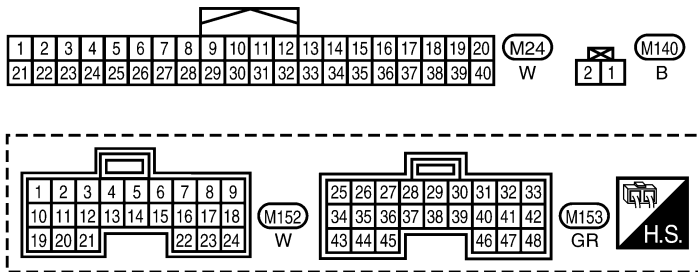 1 2 3 4 5 6 7 8 9 10 11 12 13 14 15 16 17 18 19 20 M24 M140
21 22 23 24 25 26 27 28 29 30 31 32 33 34 35 36 37 38 39 40 W 2 1 B
1 2 3 4 5 6 7 8 9
10 11 12 13 14 15 16 17 18 M152
19 20 21 22 23 24 W
25 26 27 28 29 30 31 32 33
34 35 36 37 38 39 40 41 42 M153
43 44 45 46 47 48 GR
H.S.